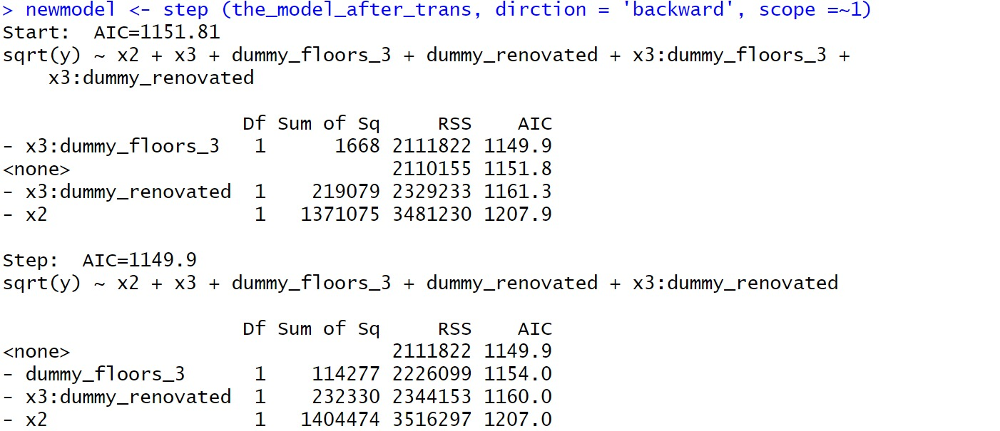 > newmodel <- step (the_model_after_trans, dirction = 'backward', scope =~1)
Start:  AIC=1151.81
sqrt(y) ~ x2 + x3 + dummy_floors_3 + dummy_renovated + x3:dummy_floors_3 +
    x3:dummy_renovated

                     Df Sum of Sq     RSS    AIC
- x3:dummy_floors_3   1      1668 2111822 1149.9
<none>                            2110155 1151.8
- x3:dummy_renovated  1    219079 2329233 1161.3
- x2                  1   1371075 3481230 1207.9

Step:  AIC=1149.9
sqrt(y) ~ x2 + x3 + dummy_floors_3 + dummy_renovated + x3:dummy_renovated

                     Df Sum of Sq     RSS    AIC
<none>                            2111822 1149.9
- dummy_floors_3      1    114277 2226099 1154.0
- x3:dummy_renovated  1    232330 2344153 1160.0
- x2                  1   1404474 3516297 1207.0